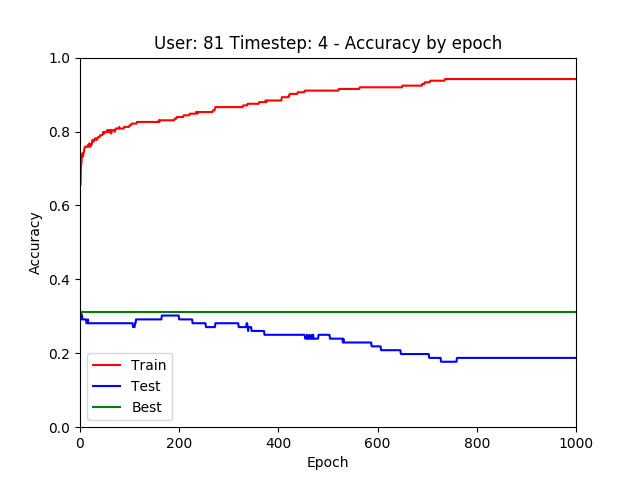 User: 81 Timestep: 4 - Accuracy by epoch
1.0
0.8
0.6
0.4
0.2
0.0
Accuracy
Train
Test
Best
0 200 400 600 800 1000
Epoch